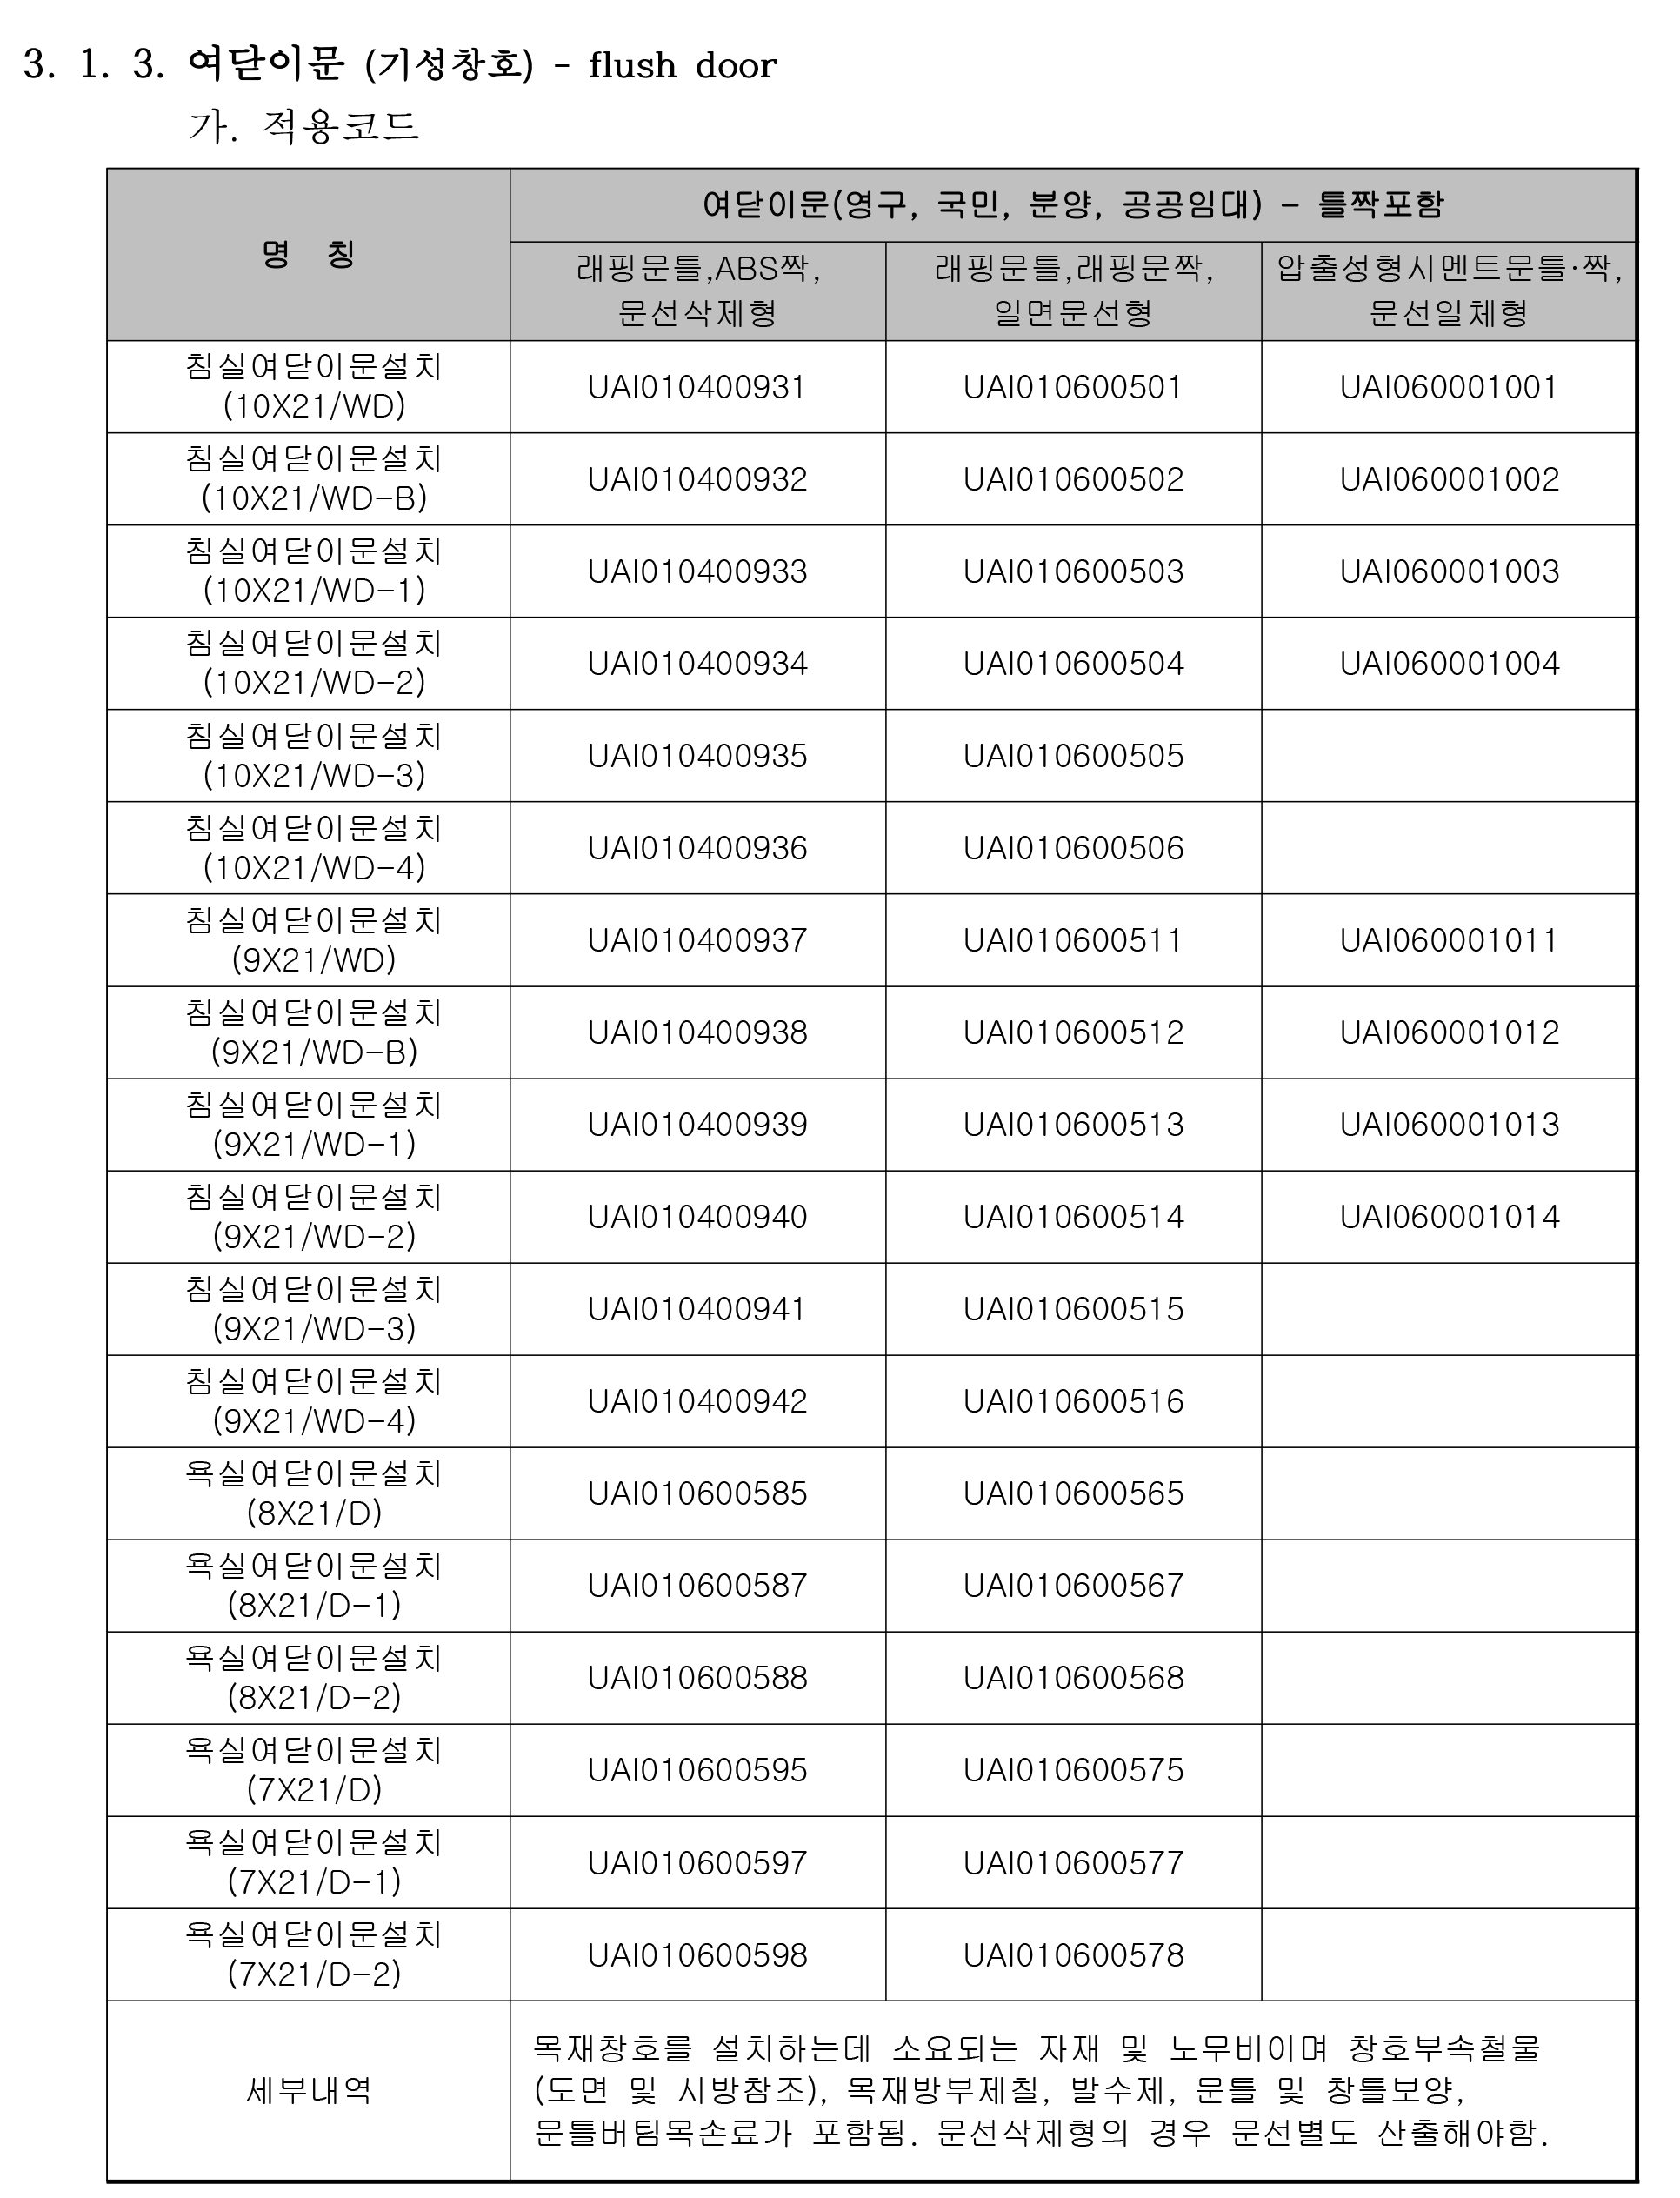 3. 1. 3. 여닫이문 (기성창호) - flush door
가. 적용코드
명 칭
여닫이문(영구, 국민, 분양, 공공임대) - 틀짝포함
래핑문틀,ABS짝,
문선삭제형
래핑문틀,래핑문짝,
일면문선형
압출성형시멘트문틀·짝,
문선일체형
침실여닫이문설치
(10X21/WD)
UAI010400931
UAI010600501
UAI060001001
침실여닫이문설치
(10X21/WD-B)
UAI010400932
UAI010600502
UAI060001002
침실여닫이문설치
(10X21/WD-1)
UAI010400933
UAI010600503
UAI060001003
침실여닫이문설치
(10X21/WD-2)
UAI010400934
UAI010600504
UAI060001004
침실여닫이문설치
(10X21/WD-3)
UAI010400935
UAI010600505
침실여닫이문설치
(10X21/WD-4)
UAI010400936
UAI010600506
침실여닫이문설치
(9X21/WD)
UAI010400937
UAI010600511
UAI060001011
침실여닫이문설치
(9X21/WD-B)
UAI010400938
UAI010600512
UAI060001012
침실여닫이문설치
(9X21/WD-1)
UAI010400939
UAI010600513
UAI060001013
침실여닫이문설치
(9X21/WD-2)
UAI010400940
UAI010600514
UAI060001014
침실여닫이문설치
(9X21/WD-3)
UAI010400941
UAI010600515
침실여닫이문설치
(9X21/WD-4)
UAI010400942
UAI010600516
욕실여닫이문설치
(8X21/D)
UAI010600585
UAI010600565
욕실여닫이문설치
(8X21/D-1)
UAI010600587
UAI010600567
욕실여닫이문설치
(8X21/D-2)
UAI010600588
UAI010600568
욕실여닫이문설치
(7X21/D)
UAI010600595
UAI010600575
욕실여닫이문설치
(7X21/D-1)
UAI010600597
UAI010600577
욕실여닫이문설치
(7X21/D-2)
UAI010600598
UAI010600578
세부내역
목재창호를 설치하는데 소요되는 자재 및 노무비이며 창호부속철물
(도면 및 시방참조), 목재방부제칠, 발수제, 문틀 및 창틀보양,
문틀버팀목손료가 포함됨. 문선삭제형의 경우 문선별도 산출해야함.